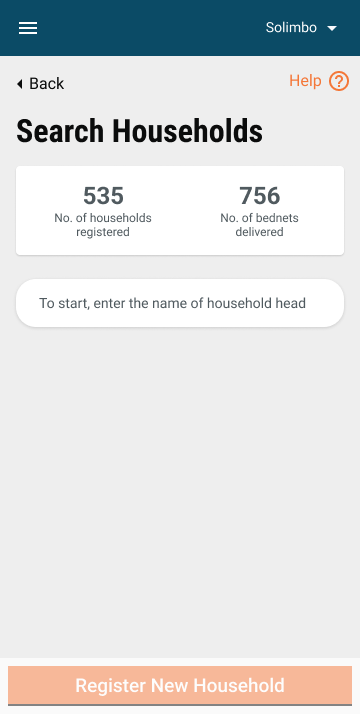 Solimbo
Back
Help
Search Households
535
No. of households
registered
756
No. of bednets
delivered
To start, enter the name of household head
Register New Household